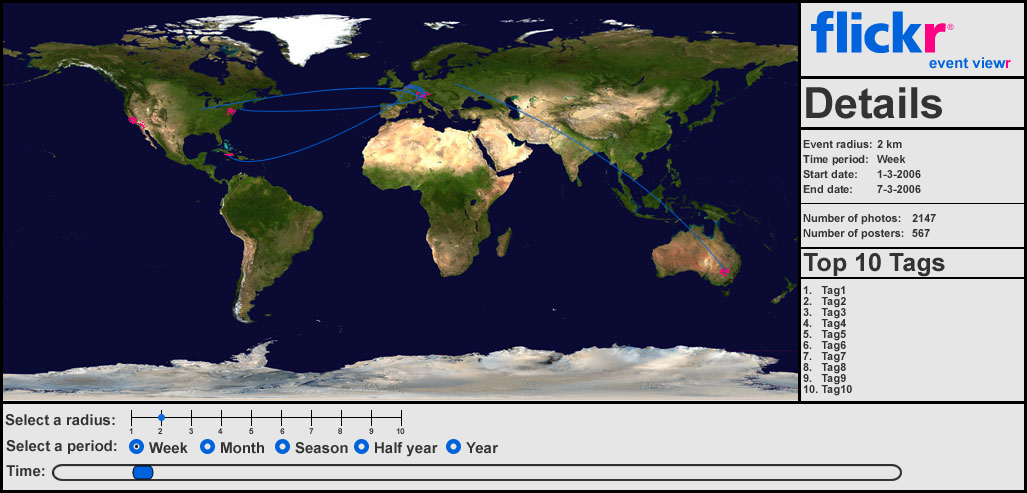 flickr®
event viewr
Details
Event radius: 2 km
Time period: Week
Start date: 1-3-2006
End date: 7-3-2006
Number of photos: 2147
Number of posters: 567
Top 10 Tags
1. Tag1
2. Tag2
3. Tag3
4. Tag4
5. Tag5
6. Tag6
7. Tag7
8. Tag8
9. Tag9
10. Tag10
Select a radius:
1 2 3 4 5 6 7 8 9 10
Select a period: Week Month Season Half year Year
Time: